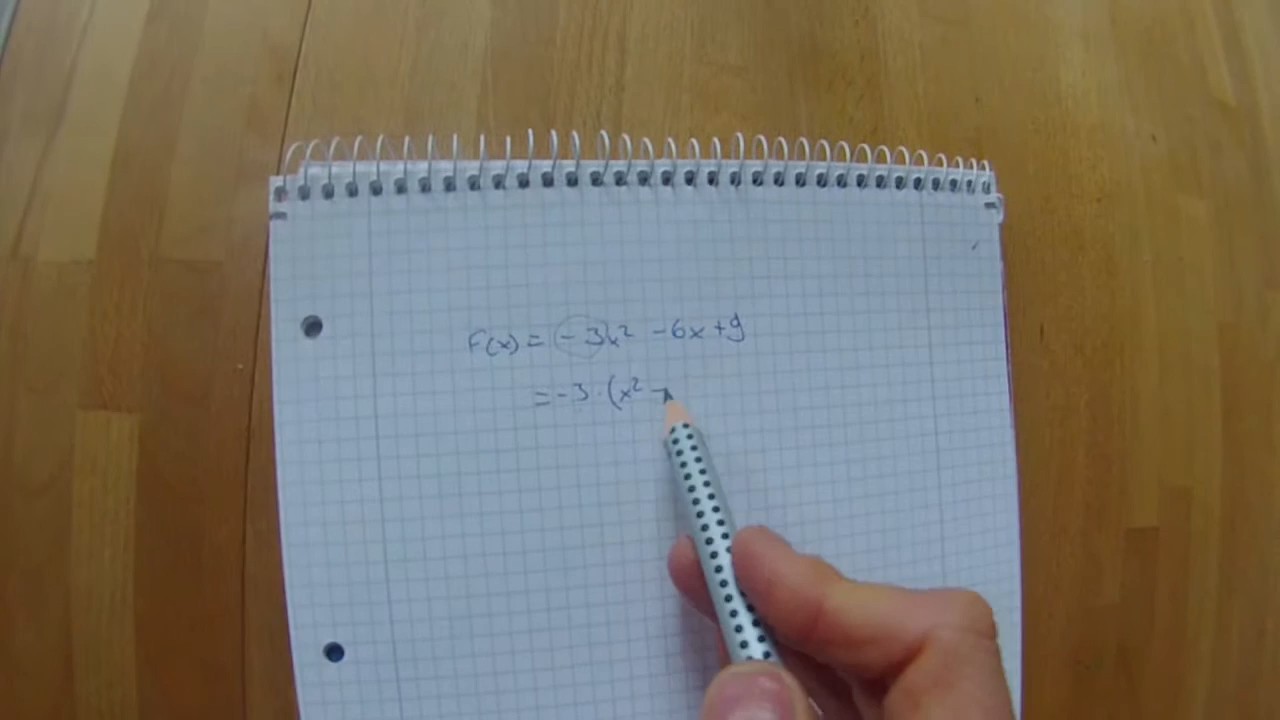 F(x) = -3x² -6x +9
= -3 · (x² -